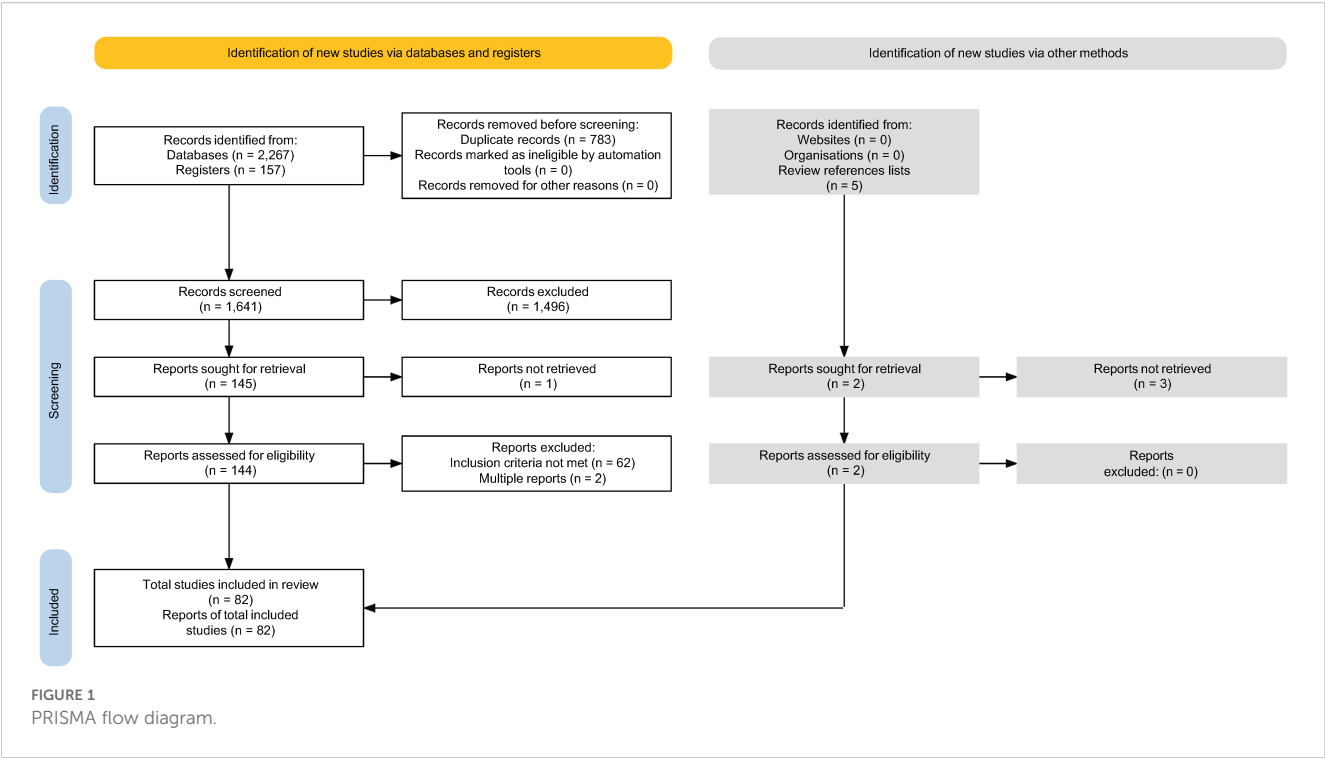 Identification of new studies via databases and registers
Identification of new studies via other methods
Identification
Records identified from:
Databases (n = 2,267)
Registers (n = 157)
Records removed before screening:
Duplicate records (n = 783)
Records marked as ineligible by automation
tools (n = 0)
Records removed for other reasons (n = 0)
Records identified from:
Websites (n = 0)
Organisations (n = 0)
Review references lists
(n = 5)
Screening
Records screened
(n = 1,641)
Records excluded
(n = 1,496)
Reports sought for retrieval
(n = 145)
Reports not retrieved
(n = 1)
Reports sought for retrieval
(n = 2)
Reports not retrieved
(n = 3)
Reports assessed for eligibility
(n = 144)
Reports excluded:
Inclusion criteria not met (n = 62)
Multiple reports (n = 2)
Reports assessed for eligibility
(n = 2)
Reports
excluded: (n = 0)
Included
Total studies included in review
(n = 82)
Reports of total included
studies (n = 82)
FIGURE 1
PRISMA flow diagram.